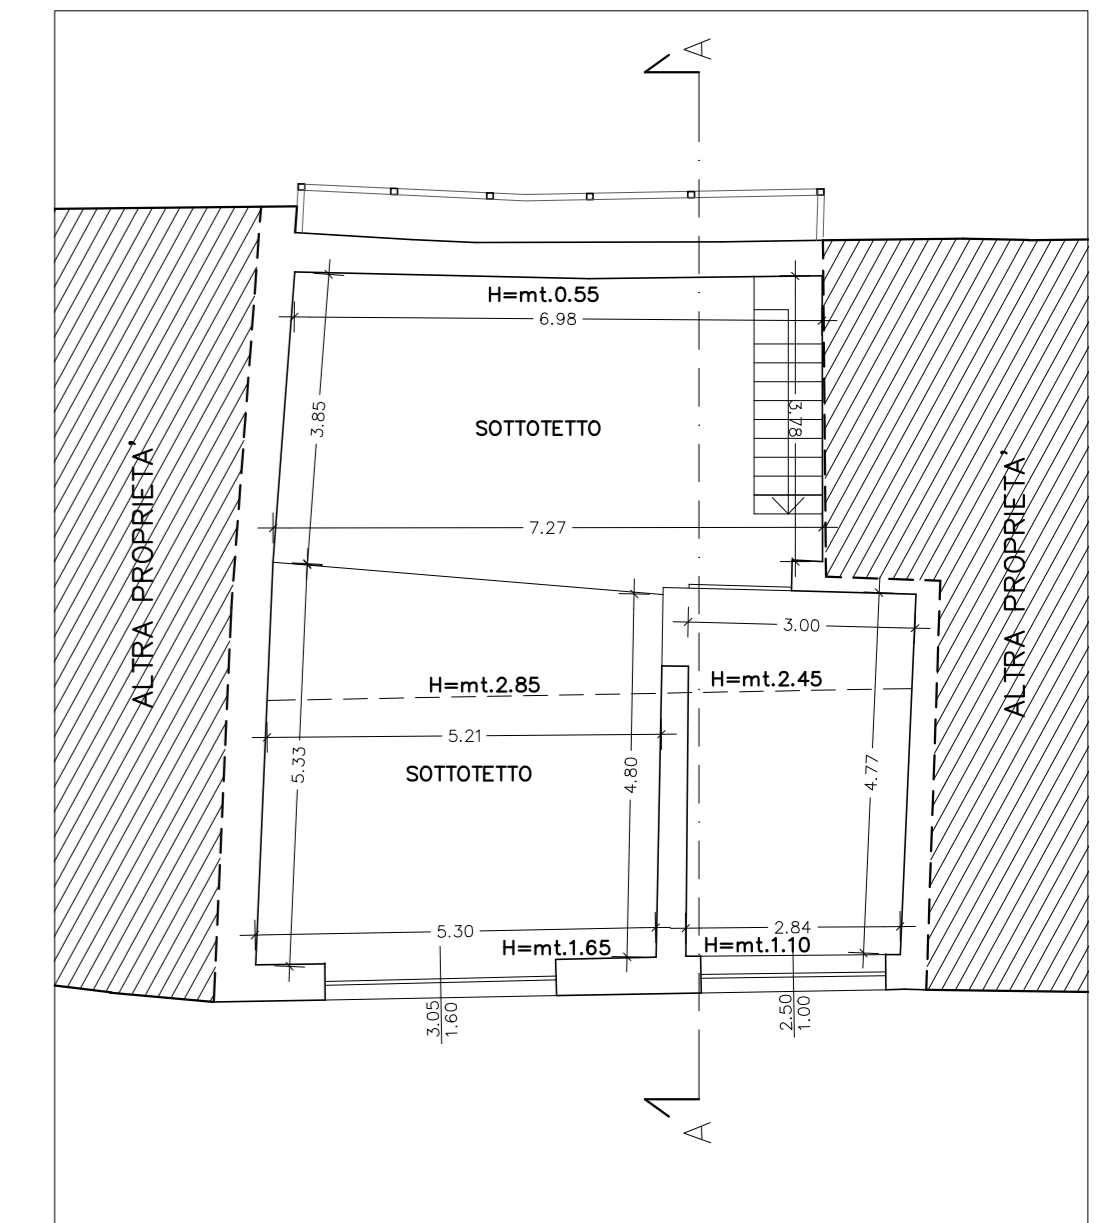 A
H=mt.0.55
6.98
3.85
3.78
SOTTOTETTO
ALTRA PROPRIETA'
ALTRA PROPRIETA'
7.27
3.00
H=mt.2.85
H=mt.2.45
5.21
5.33
SOTTOTETTO
4.80
4.77
5.30
2.84
H=mt.1.65
H=mt.1.10
3.05
1.60
2.50
1.00
A